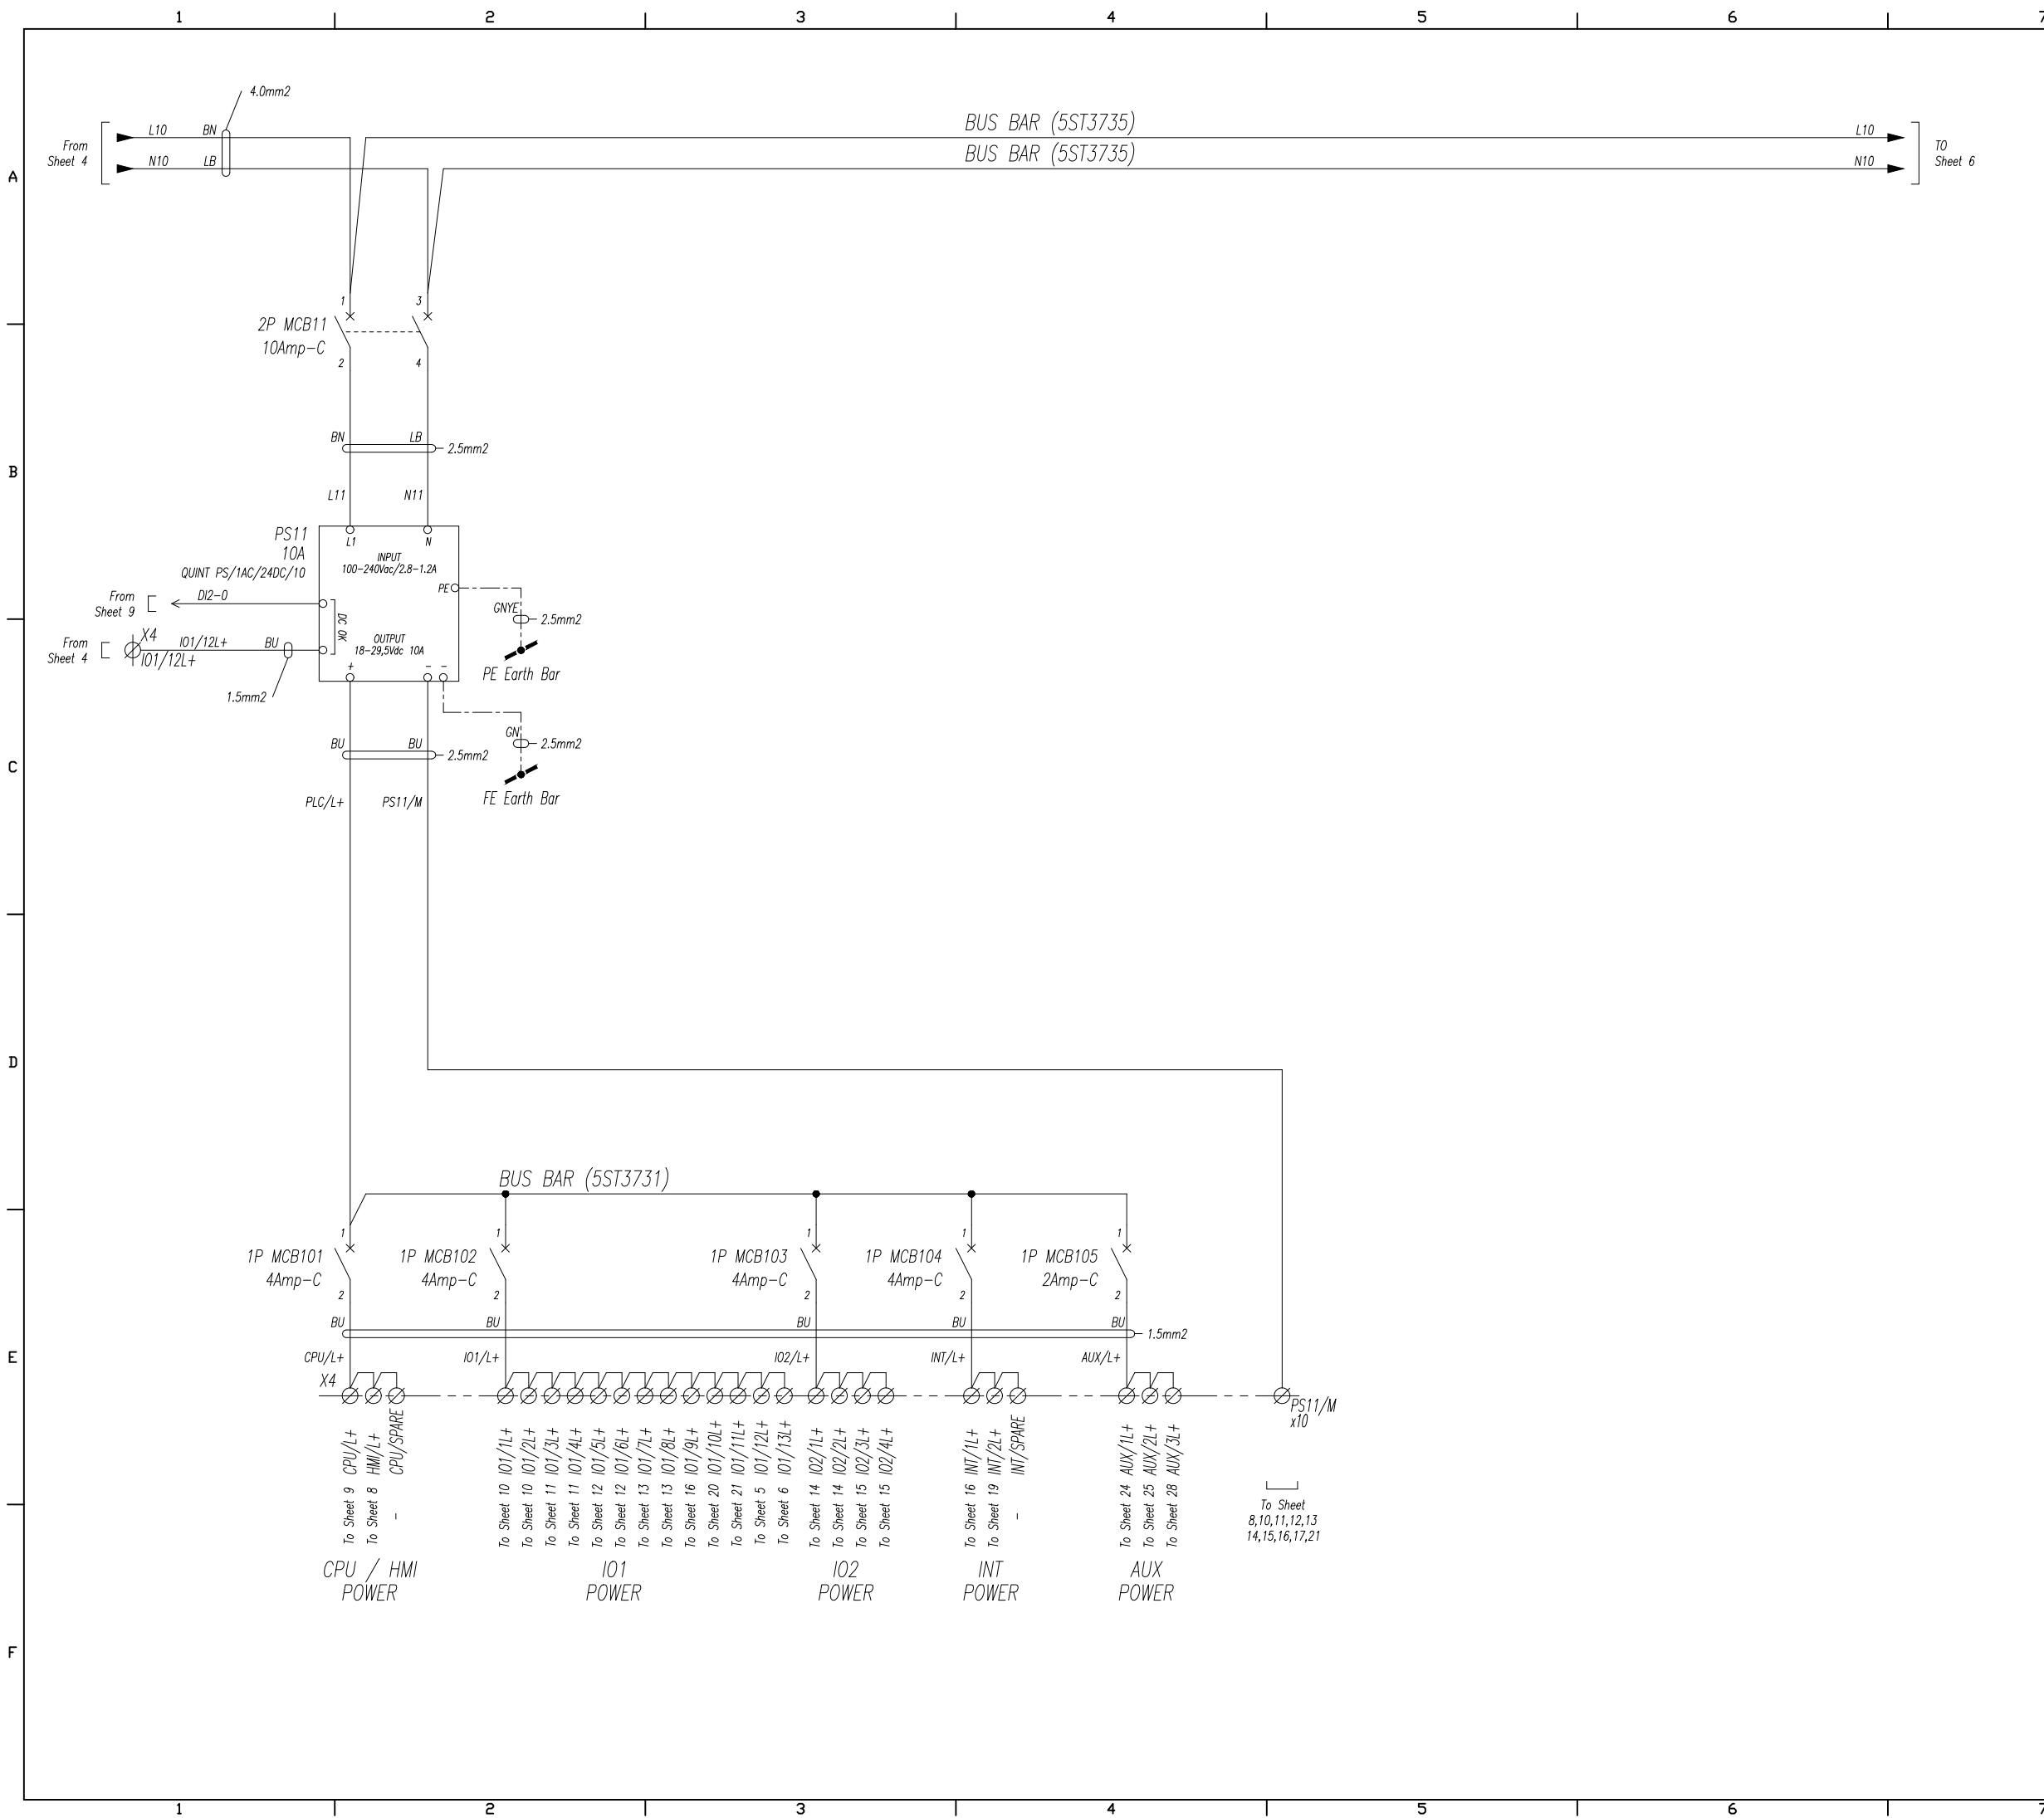 1 2 3 4 5 6 7
4.0mm2
From
Sheet 4
L10 BN
N10 LB
BUS BAR (5ST3735)
BUS BAR (5ST3735)
L10
N10
TO
Sheet 6
A
1 3
2P MCB11
10Amp-C
2 4
BN LB
2.5mm2
B
L11 N11
PS11
10A
QUINT PS/1AC/24DC/10
L1 N
INPUT
100-240Vac/2.8-1.2A
PE
From
Sheet 9
DI2-0
GNYE
2.5mm2
DC OK
X4
From
Sheet 4
IO1/12L+ BU
IO1/12L+
OUTPUT
18-29,5Vdc 10A
+ - -
PE Earth Bar
1.5mm2
GN
2.5mm2
BU BU
2.5mm2
C
FE Earth Bar
PLC/L+ PS11/M
D
BUS BAR (5ST3731)
1 1 1 1 1
1P MCB101
4Amp-C
1P MCB102
4Amp-C
1P MCB103
4Amp-C
1P MCB104
4Amp-C
1P MCB105
2Amp-C
2 2 2 2 2
BU BU BU BU BU
1.5mm2
E
CPU/L+ IO1/L+ IO2/L+ INT/L+ AUX/L+
X4
PS11/M
x10
To Sheet 9 CPU/L+
To Sheet 8 HMI/L+
- CPU/SPARE
To Sheet 10 IO1/1L+
To Sheet 10 IO1/2L+
To Sheet 11 IO1/3L+
To Sheet 11 IO1/4L+
To Sheet 12 IO1/5L+
To Sheet 12 IO1/6L+
To Sheet 13 IO1/7L+
To Sheet 13 IO1/8L+
To Sheet 16 IO1/9L+
To Sheet 20 IO1/10L+
To Sheet 21 IO1/11L+
To Sheet 5 IO1/12L+
To Sheet 6 IO1/13L+
To Sheet 14 IO2/1L+
To Sheet 14 IO2/2L+
To Sheet 15 IO2/3L+
To Sheet 15 IO2/4L+
To Sheet 16 INT/1L+
To Sheet 19 INT/2L+
- INT/SPARE
To Sheet 24 AUX/1L+
To Sheet 25 AUX/2L+
To Sheet 28 AUX/3L+
To Sheet
8,10,11,12,13
14,15,16,17,21
CPU / HMI
POWER
IO1
POWER
IO2
POWER
INT
POWER
AUX
POWER
F
1 2 3 4 5 6 7